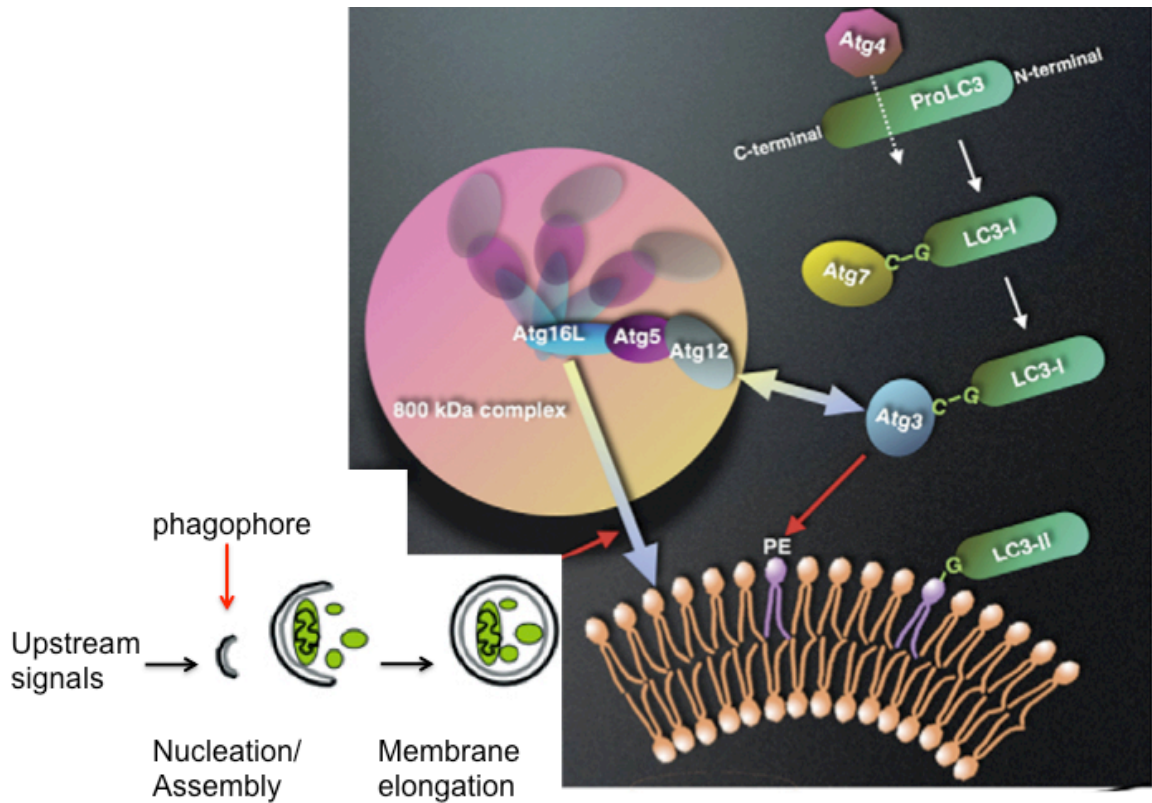 Atg4
ProLC3
N-terminal
C-terminal
LC3-I
Atg7
C-G
Atg16L
Atg5
Atg12
LC3-I
800 kDa complex
Atg3
C-G
phagophore
PE
LC3-II
G
Upstream
signals
Nucleation/
Assembly
Membrane
elongation